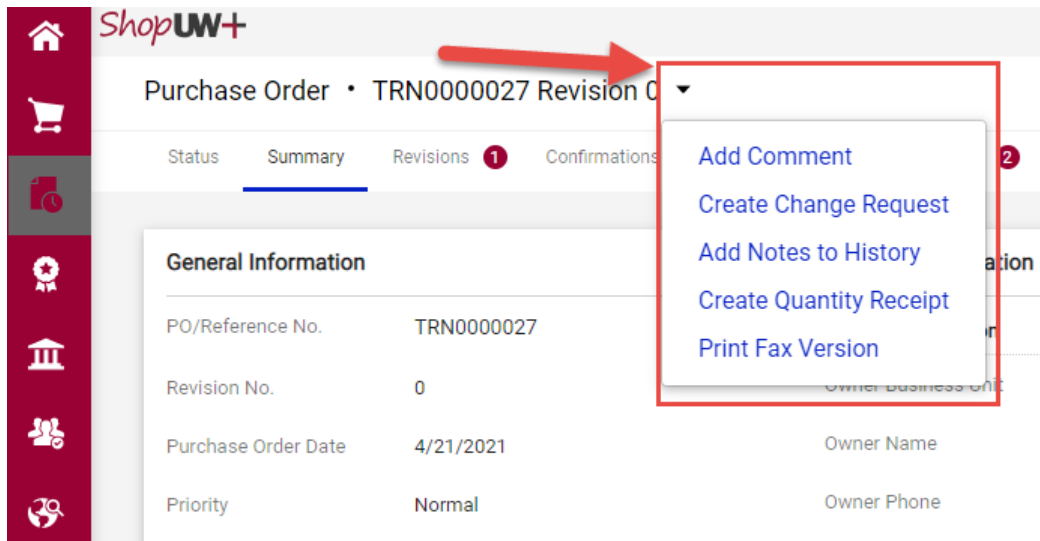 ShopUW+
Purchase Order • TRN0000027 Revision 0
Status Summary Revisions 1 Confirmations 2
Add Comment
Create Change Request
Add Notes to History
Create Quantity Receipt
Print Fax Version
General Information
PO/Reference No. TRN0000027
Revision No. 0
Owner Business Unit
Purchase Order Date 4/21/2021
Owner Name
Priority Normal
Owner Phone